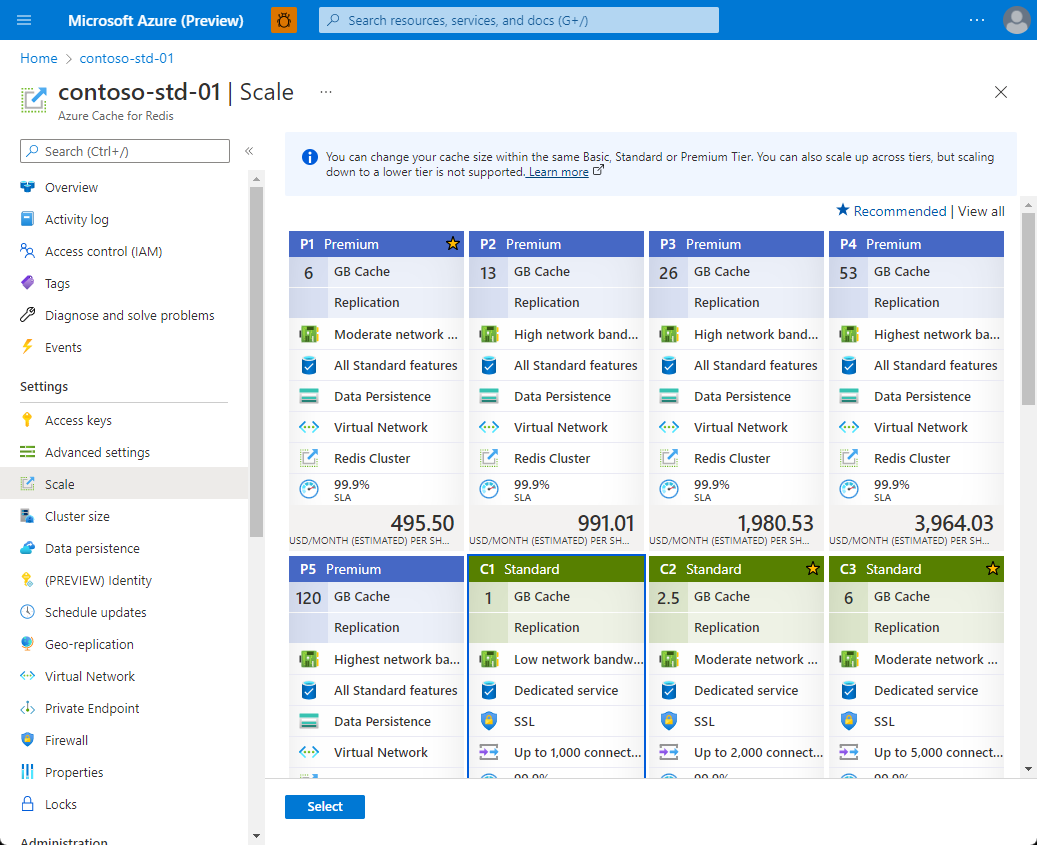 Microsoft Azure (Preview)
Search resources, services, and docs (G+/)
Home > contoso-std-01
contoso-std-01 | Scale
Azure Cache for Redis
Search (Ctrl+/)
Overview
Activity log
Access control (IAM)
Tags
Diagnose and solve problems
Events
Settings
Access keys
Advanced settings
Scale
Cluster size
Data persistence
(PREVIEW) Identity
Schedule updates
Geo-replication
Virtual Network
Private Endpoint
Firewall
Properties
Locks
Administration
You can change your cache size within the same Basic, Standard or Premium Tier. You can also scale up across tiers, but scaling
down to a lower tier is not supported. Learn more
Recommended | View all
P1 Premium
6 GB Cache
Replication
Moderate network ...
All Standard features
Data Persistence
Virtual Network
Redis Cluster
99.9%
SLA
495.50
USD/MONTH (ESTIMATED) PER SH...
P2 Premium
13 GB Cache
Replication
High network band...
All Standard features
Data Persistence
Virtual Network
Redis Cluster
99.9%
SLA
991.01
USD/MONTH (ESTIMATED) PER SH...
P3 Premium
26 GB Cache
Replication
High network band...
All Standard features
Data Persistence
Virtual Network
Redis Cluster
99.9%
SLA
1,980.53
USD/MONTH (ESTIMATED) PER SH...
P4 Premium
53 GB Cache
Replication
Highest network ba...
All Standard features
Data Persistence
Virtual Network
Redis Cluster
99.9%
SLA
3,964.03
USD/MONTH (ESTIMATED) PER SH...
P5 Premium
120 GB Cache
Replication
Highest network ba...
All Standard features
Data Persistence
Virtual Network
C1 Standard
1 GB Cache
Replication
Low network bandw...
Dedicated service
SSL
Up to 1,000 connect...
99.9%
C2 Standard
2.5 GB Cache
Replication
Moderate network ...
Dedicated service
SSL
Up to 2,000 connect...
99.9%
C3 Standard
6 GB Cache
Replication
Moderate network ...
Dedicated service
SSL
Up to 5,000 connect...
99.9%
Select